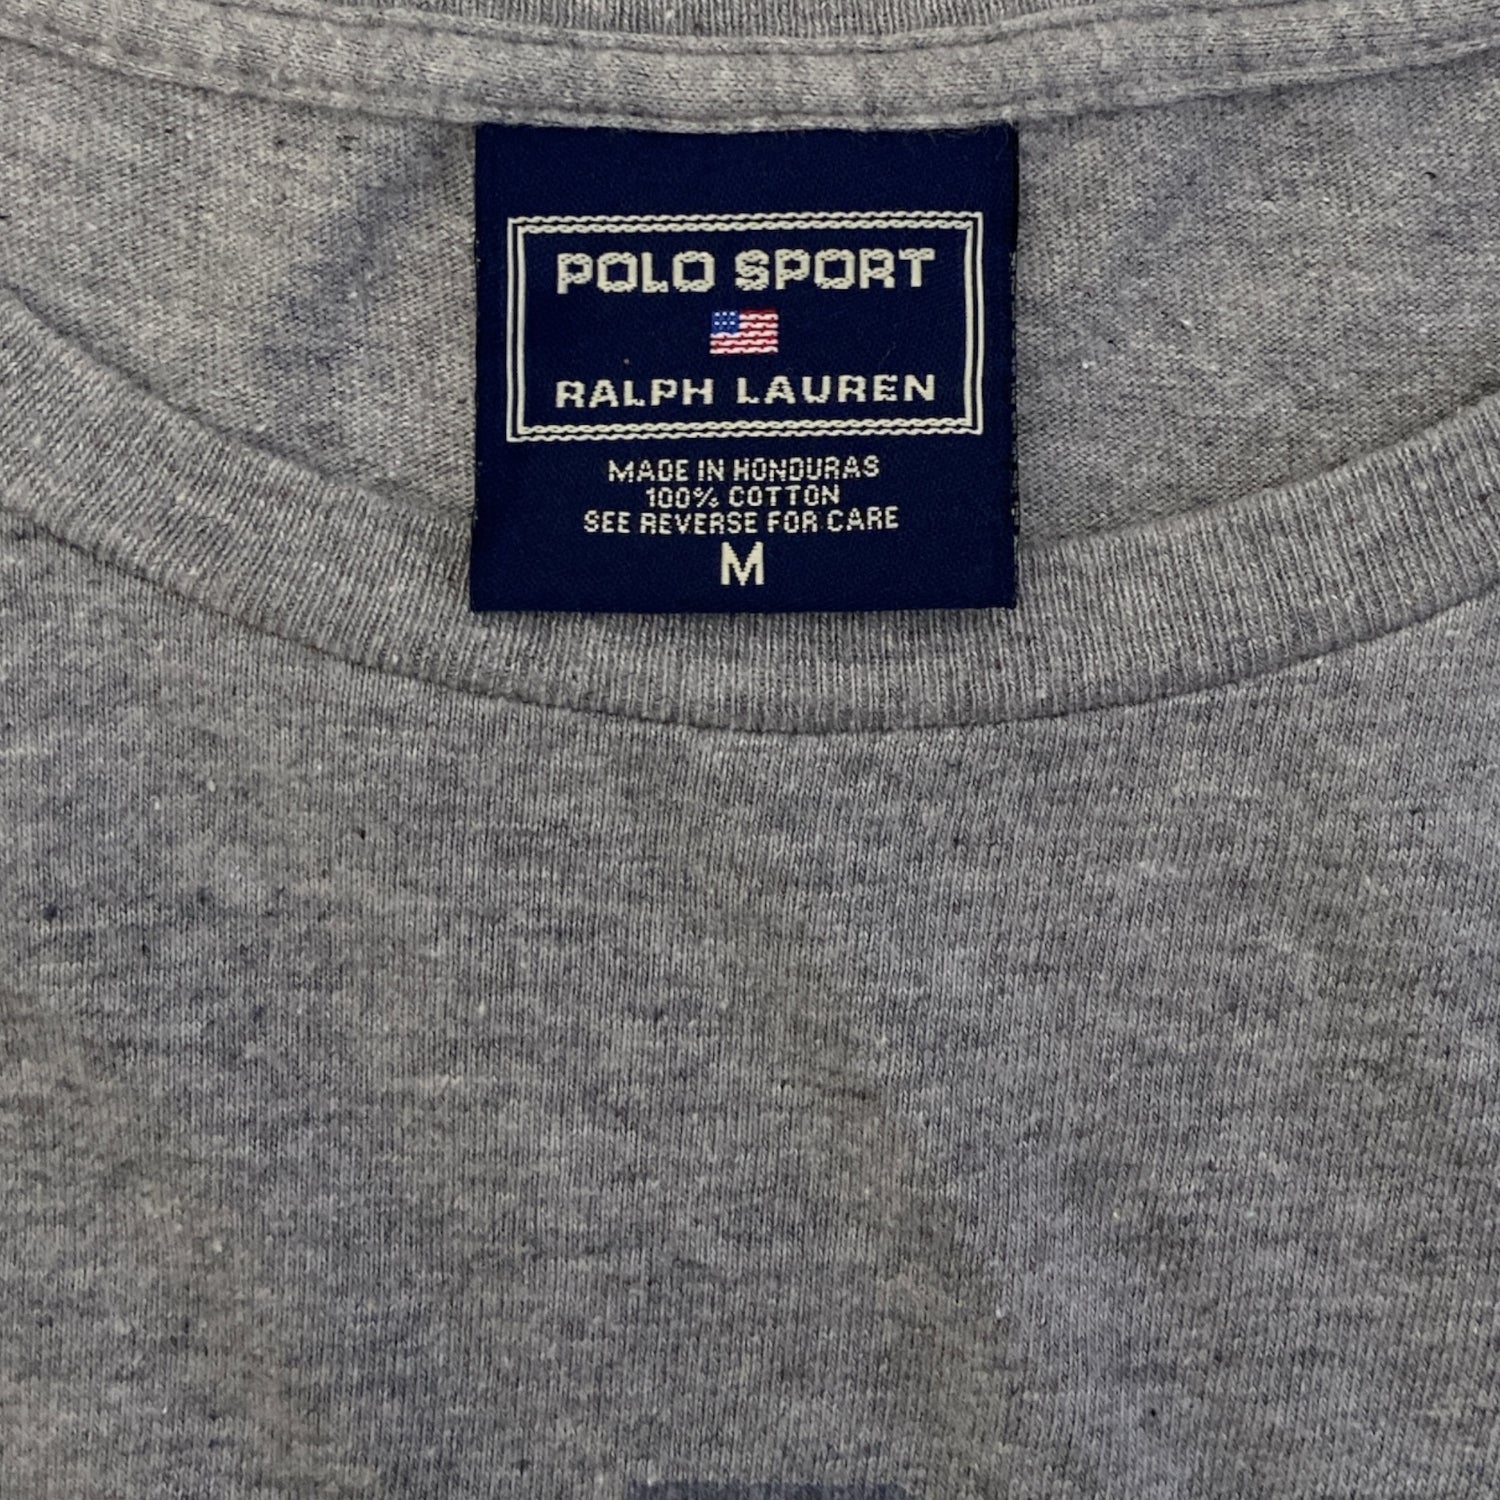 POLO SPORT
RALPH LAUREN
MADE IN HONDURAS
100% COTTON
SEE REVERSE FOR CARE
M